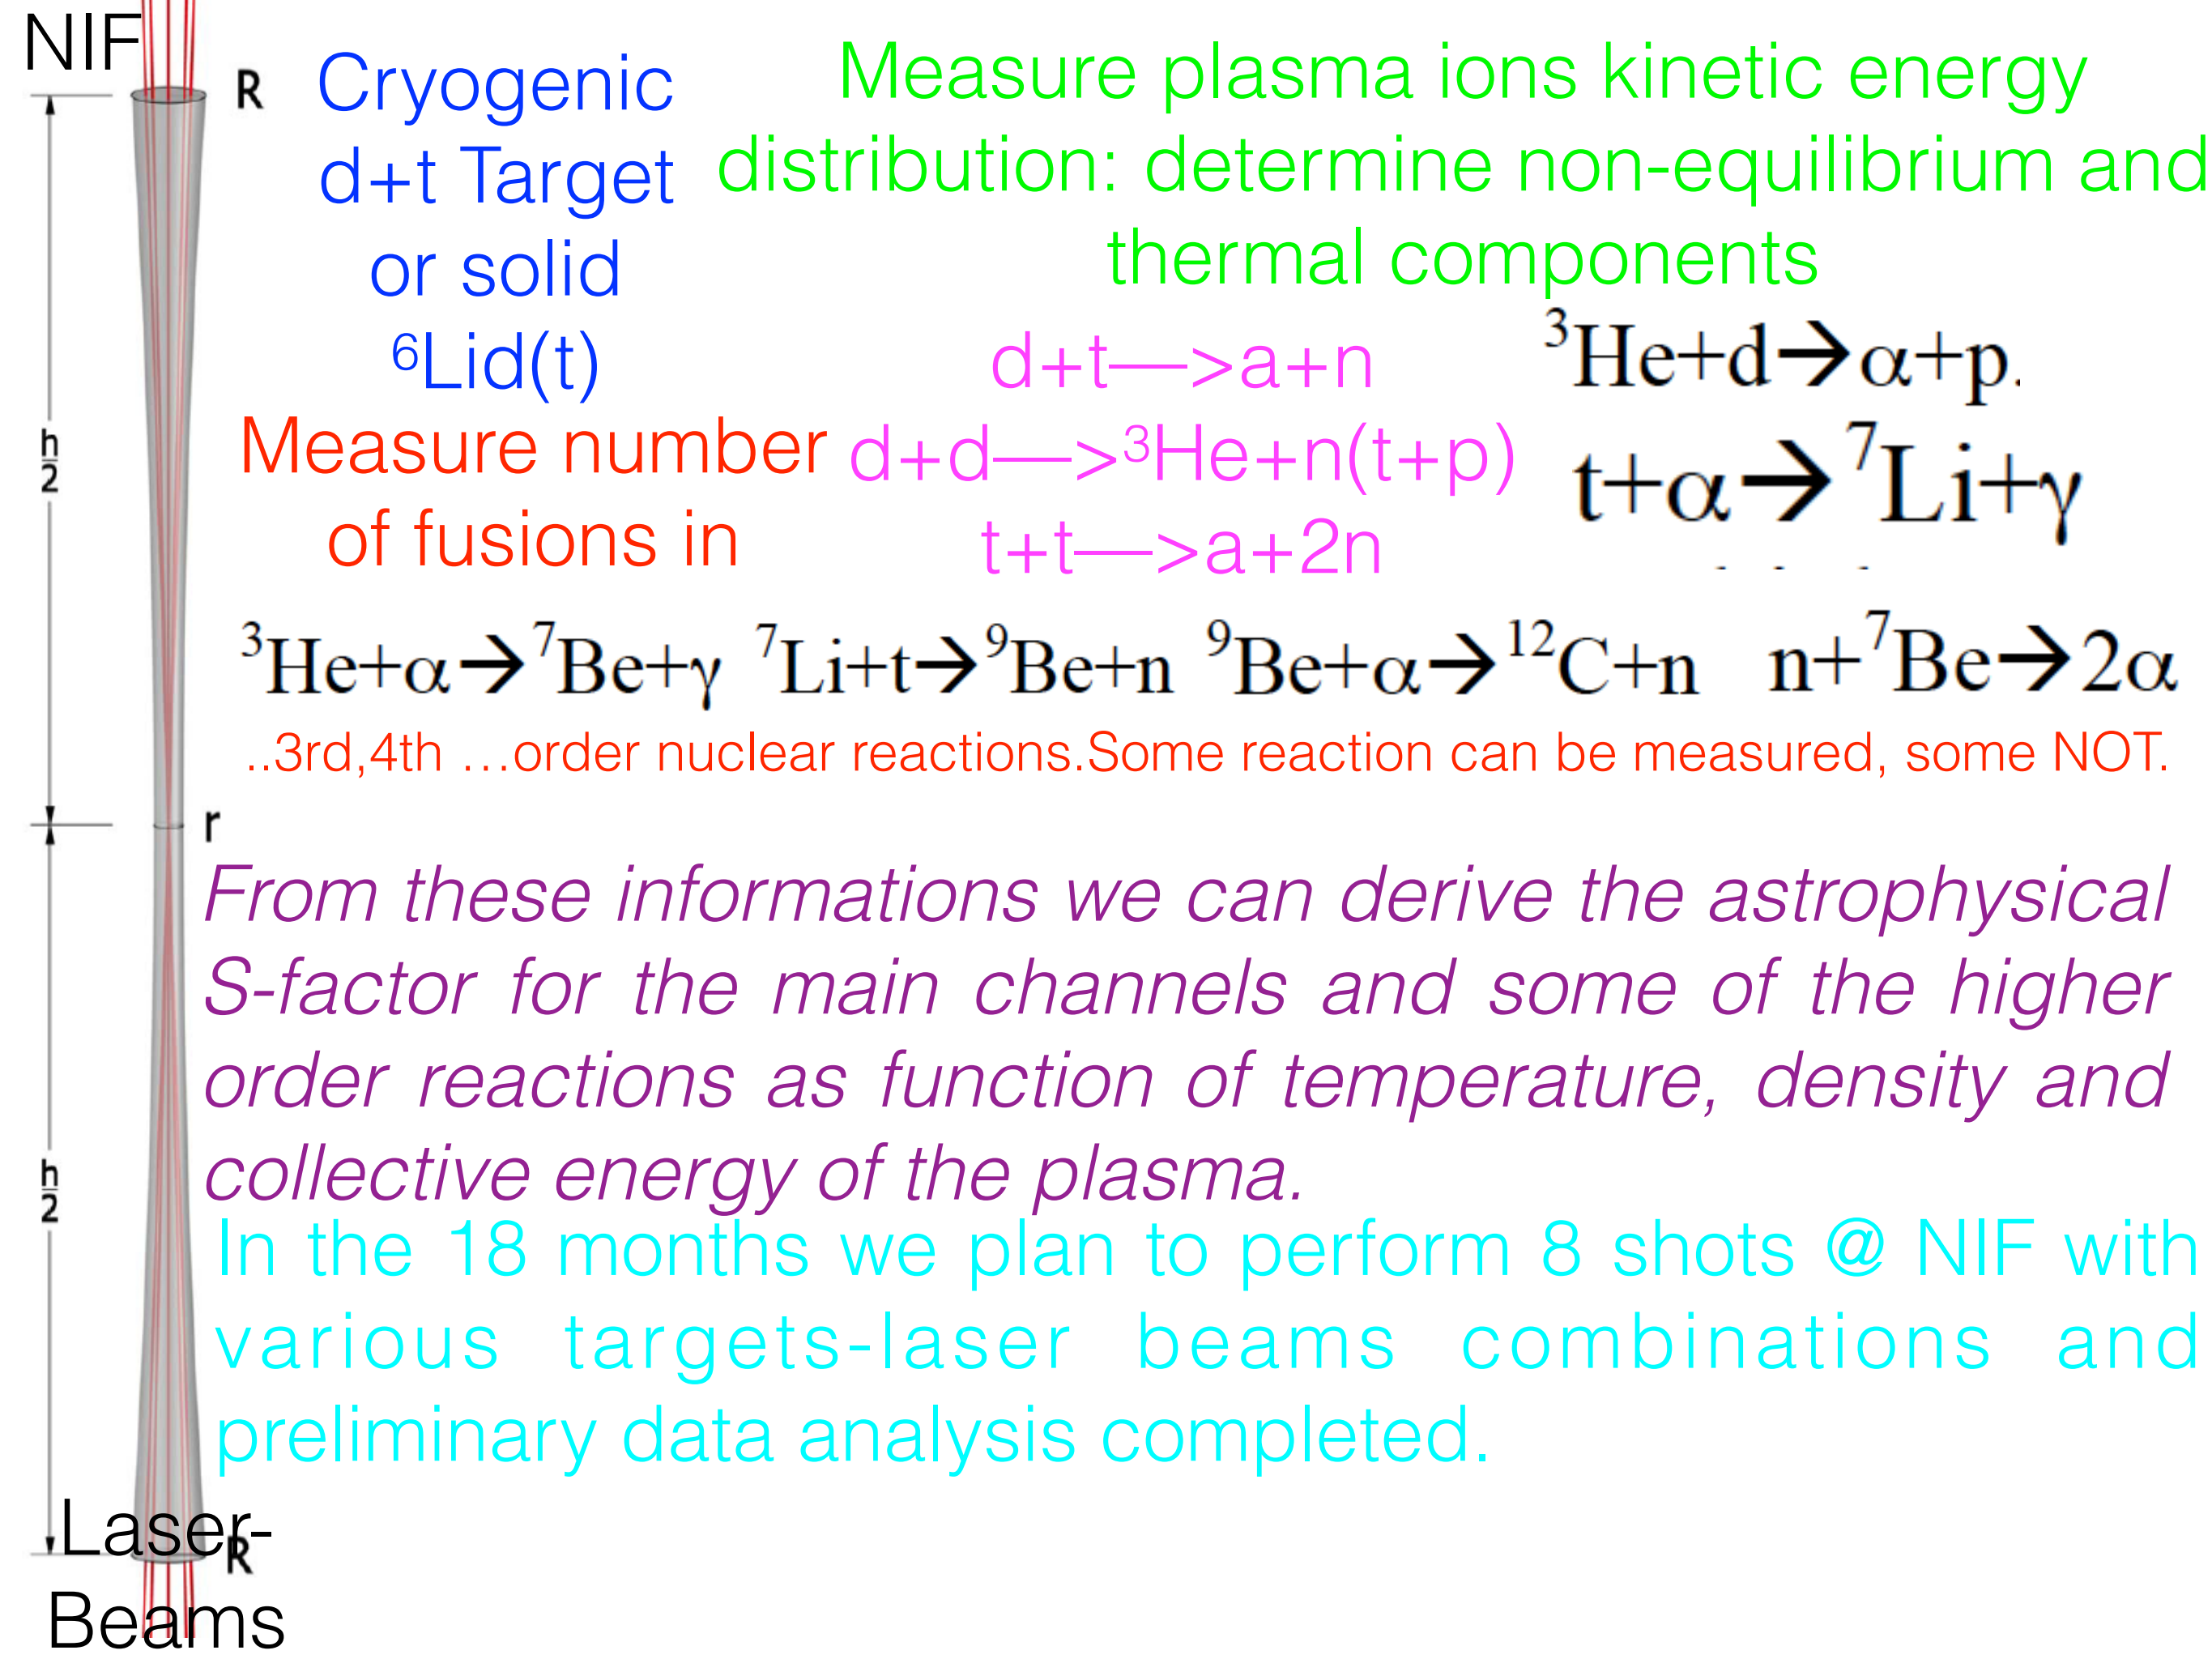 NIF
R
Cryogenic
d+t Target
or solid
⁶Lid(t)
Measure plasma ions kinetic energy
distribution: determine non-equilibrium and
thermal components
Measure number
of fusions in
d+t—>a+n
d+d—>³He+n(t+p)
t+t—>a+2n
³He+d→α+p.
t+α→⁷Li+γ
h/2
³He+α→⁷Be+γ ⁷Li+t→⁹Be+n ⁹Be+α→¹²C+n n+⁷Be→2α
..3rd,4th …order nuclear reactions.Some reaction can be measured, some NOT.
r
From these informations we can derive the astrophysical
S-factor for the main channels and some of the higher
order reactions as function of temperature, density and
collective energy of the plasma.
h/2
In the 18 months we plan to perform 8 shots @ NIF with
various targets-laser beams combinations and
preliminary data analysis completed.
Laser-
R
Beams